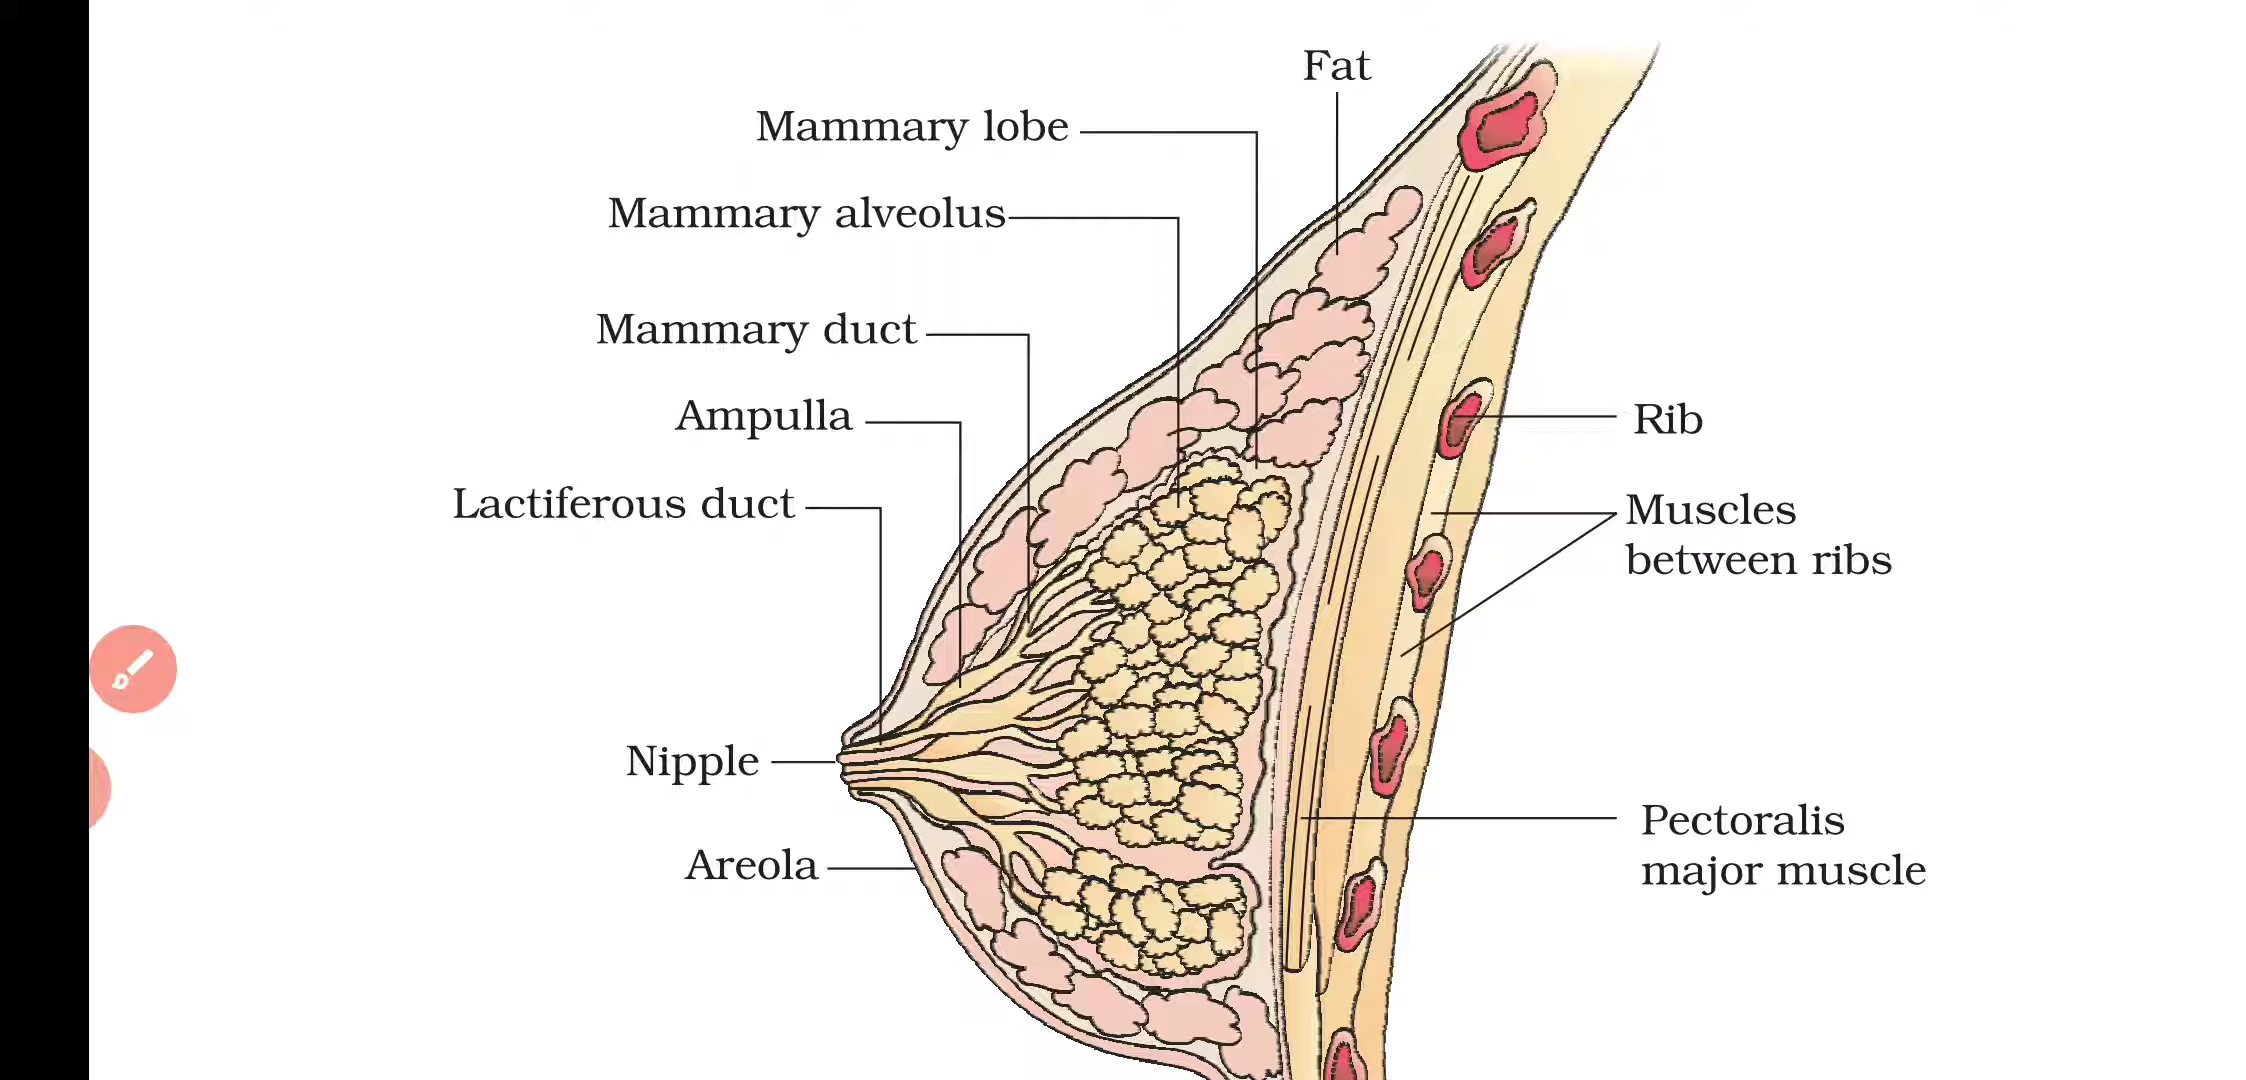 Fat
Mammary lobe
Mammary alveolus
Mammary duct
Ampulla
Lactiferous duct
Nipple
Areola
Rib
Muscles
between ribs
Pectoralis
major muscle